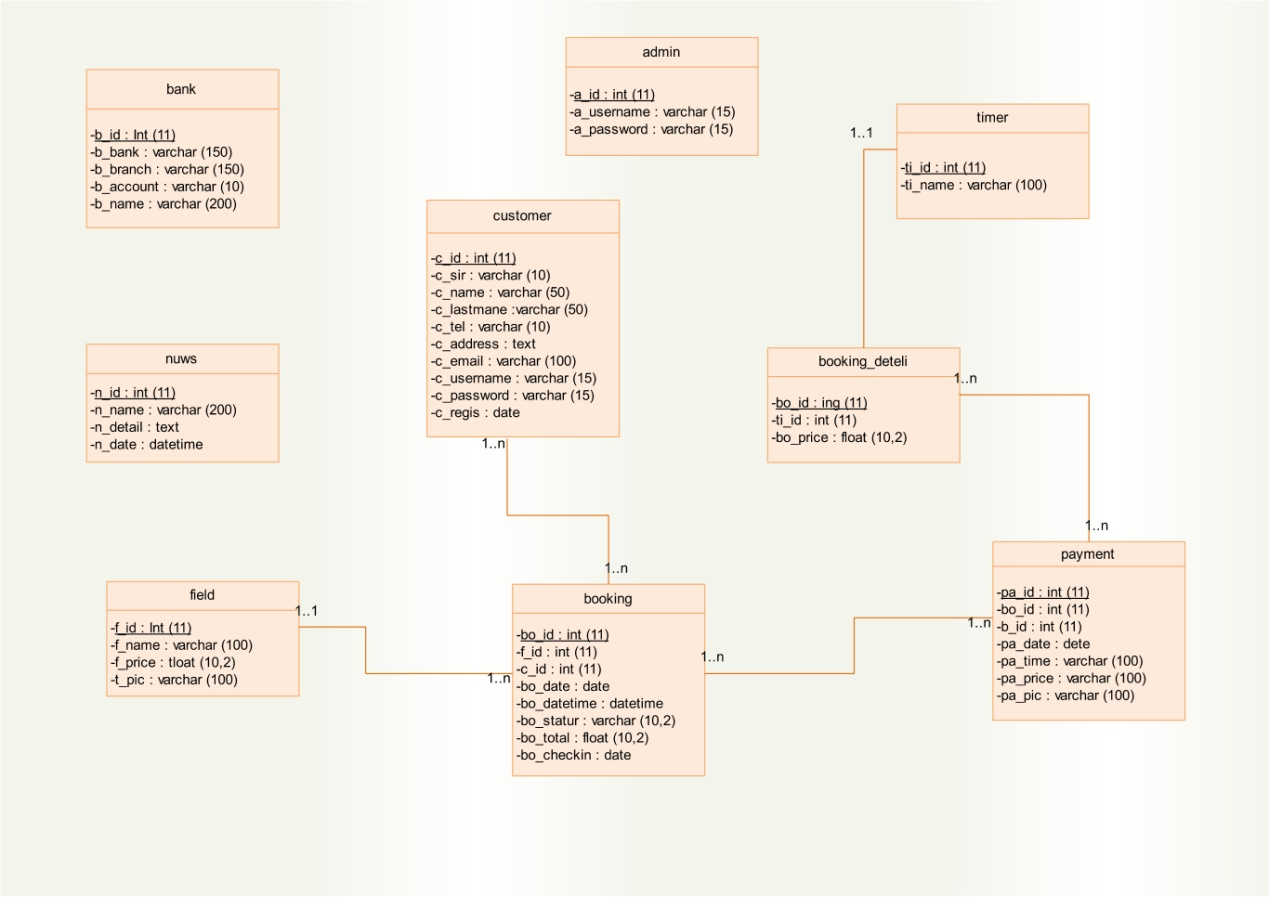 admin
-a_id : int (11)
-a_username : varchar (15)
-a_password : varchar (15)
bank
-b_id : Int (11)
-b_bank : varchar (150)
-b_branch : varchar (150)
-b_account : varchar (10)
-b_name : varchar (200)
timer
-ti_id : int (11)
-ti_name : varchar (100)
1..1
customer
-c_id : int (11)
-c_sir : varchar (10)
-c_name : varchar (50)
-c_lastmane :varchar (50)
-c_tel : varchar (10)
-c_address : text
-c_email : varchar (100)
-c_username : varchar (15)
-c_password : varchar (15)
-c_regis : date
1..n
nuws
-n_id : int (11)
-n_name : varchar (200)
-n_detail : text
-n_date : datetime
booking_deteli
-bo_id : ing (11)
-ti_id : int (11)
-bo_price : float (10,2)
1..n
1..n
payment
-pa_id : int (11)
-bo_id : int (11)
-b_id : int (11)
-pa_date : dete
-pa_time : varchar (100)
-pa_price : varchar (100)
-pa_pic : varchar (100)
1..n
field
-f_id : Int (11)
-f_name : varchar (100)
-f_price : tloat (10,2)
-t_pic : varchar (100)
1..1
1..n
1..n
booking
-bo_id : int (11)
-f_id : int (11)
-c_id : int (11)
-bo_date : date
-bo_datetime : datetime
-bo_statur : varchar (10,2)
-bo_total : float (10,2)
-bo_checkin : date
1..n